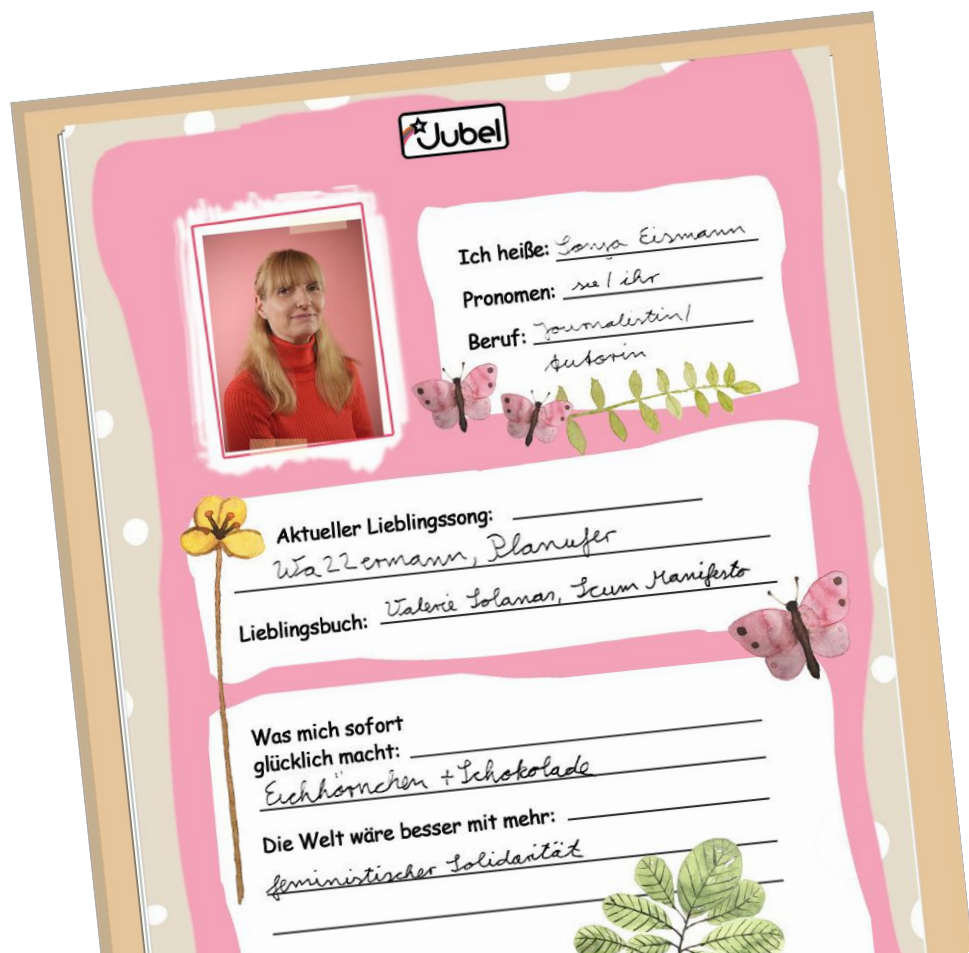 Jubel
Ich heiße: Sonja Eismann
Pronomen: sie / ihr
Beruf: Journalistin /
Autorin
Aktueller Lieblingssong:
Wa22ermann, Planufer
Lieblingsbuch: Valerie Solanas, Scum Manifesto
Was mich sofort
glücklich macht:
Eichhörnchen + Schokolade
Die Welt wäre besser mit mehr:
feministischer Solidarität